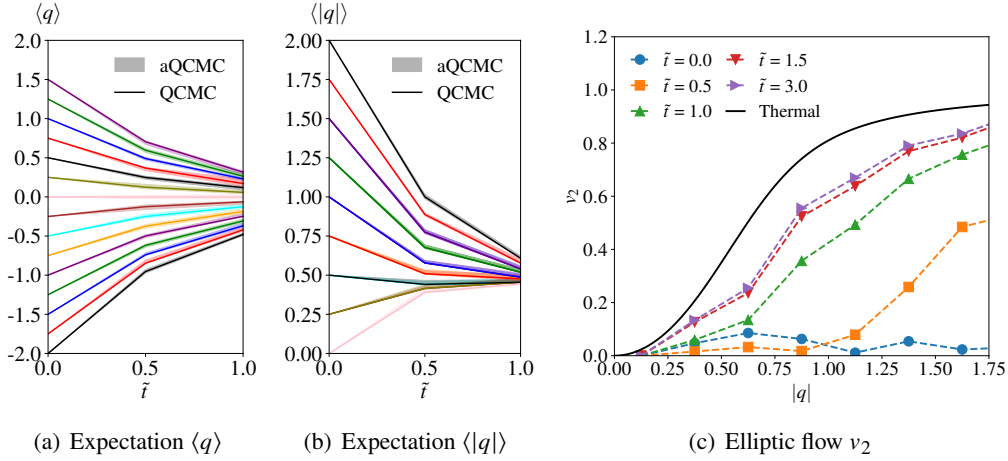 ⟨q⟩
2.0
1.5
1.0
0.5
0.0
-0.5
-1.0
-1.5
-2.0
0.0
0.5
1.0
t̃
aQCMC
QCMC
(a) Expectation ⟨q⟩
⟨|q|⟩
2.00
1.75
1.50
1.25
1.00
0.75
0.50
0.25
0.00
0.0
0.5
1.0
t̃
aQCMC
QCMC
(b) Expectation ⟨|q|⟩
1.2
1.0
0.8
0.6
0.4
0.2
0.0
v₂
0.00
0.25
0.50
0.75
1.00
1.25
1.50
1.75
|q|
t̃ = 0.0
t̃ = 0.5
t̃ = 1.0
t̃ = 1.5
t̃ = 3.0
Thermal
(c) Elliptic flow v₂